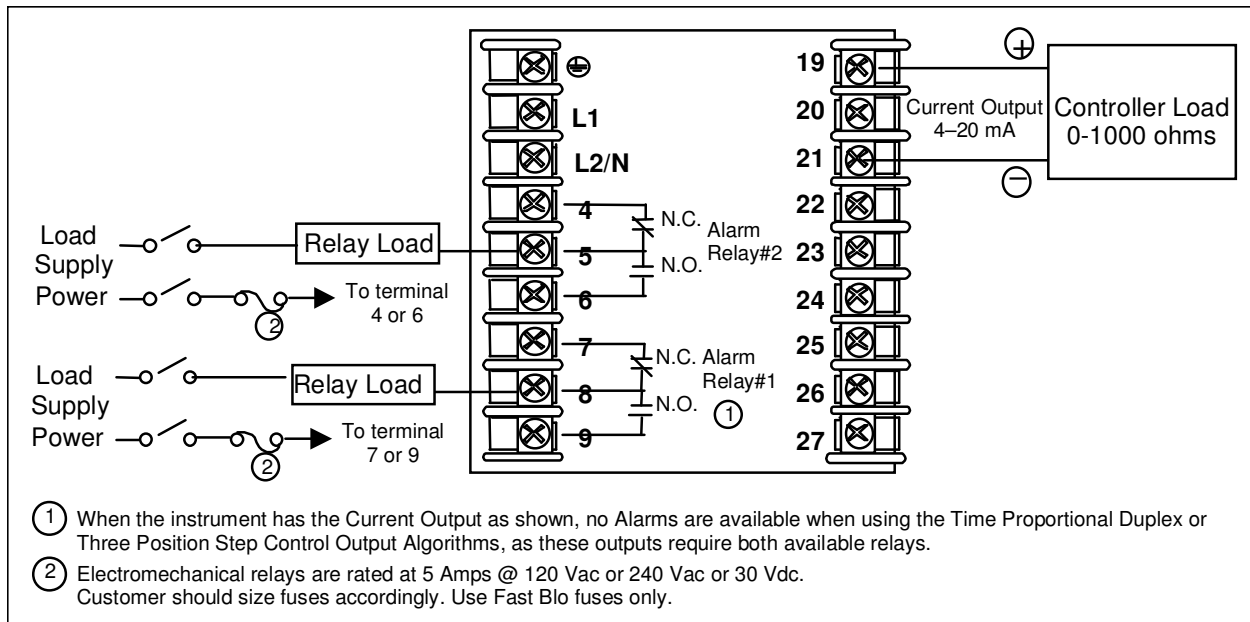 L1
L2/N
4
5
6
7
8
9
N.C.
Alarm
Relay#2
N.O.
N.C. Alarm
Relay#1
N.O.
1
19
20
21
22
23
24
25
26
27
+
Current Output
4–20 mA
−
Controller Load
0-1000 ohms
Load
Supply
Power
Relay Load
2
To terminal
4 or 6
Load
Supply
Power
Relay Load
2
To terminal
7 or 9
1 When the instrument has the Current Output as shown, no Alarms are available when using the Time Proportional Duplex or
Three Position Step Control Output Algorithms, as these outputs require both available relays.
2 Electromechanical relays are rated at 5 Amps @ 120 Vac or 240 Vac or 30 Vdc.
Customer should size fuses accordingly. Use Fast Blo fuses only.